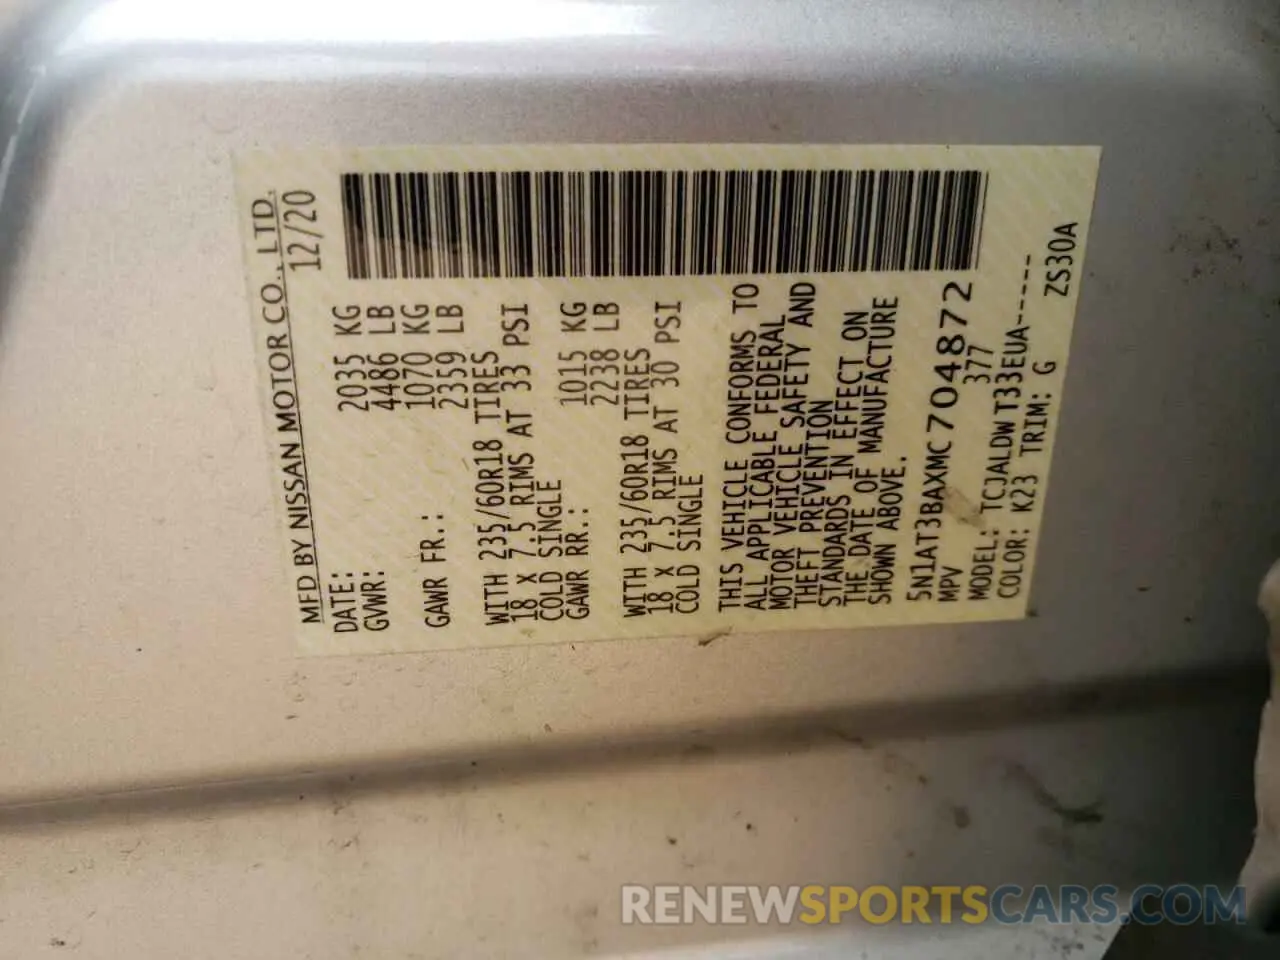 MFD BY NISSAN MOTOR CO., LTD.
DATE: 12/20
GVWR: 2035 KG
4486 LB
GAWR FR.: 1070 KG
2359 LB
WITH 235/60R18 TIRES
18 X 7.5 RIMS AT 33 PSI
COLD SINGLE
GAWR RR.: 1015 KG
2238 LB
WITH 235/60R18 TIRES
18 X 7.5 RIMS AT 30 PSI
COLD SINGLE
THIS VEHICLE CONFORMS TO
ALL APPLICABLE FEDERAL
MOTOR VEHICLE SAFETY AND
THEFT PREVENTION
STANDARDS IN EFFECT ON
THE DATE OF MANUFACTURE
SHOWN ABOVE.
5N1AT3BAXMC704872
MPV 377
MODEL: TCJALDWT33EUA-----
COLOR: K23 TRIM: G ZS30A
RENEWSPORTSCARS.COM